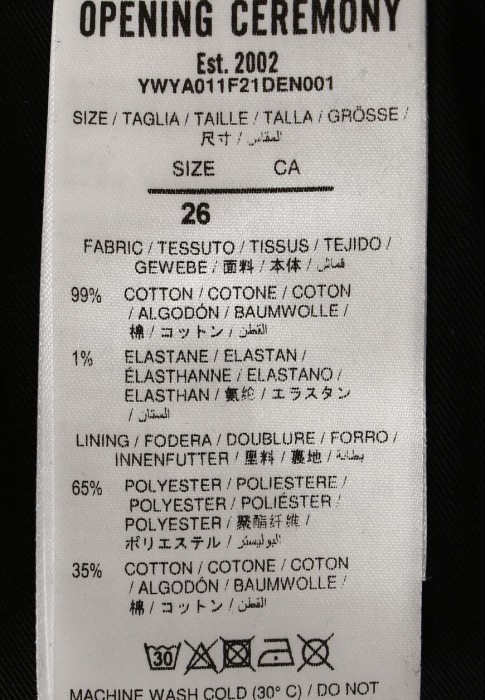 OPENING CEREMONY
Est. 2002
YWYA011F21DEN001
SIZE / TAGLIA / TAILLE / TALLA / GRÖSSE /
尺寸 / المقاس
SIZE CA
26
FABRIC / TESSUTO / TISSUS / TEJIDO /
GEWEBE / 面料 / 本体 / قماش
99% COTTON / COTONE / COTON
/ ALGODÓN / BAUMWOLLE /
棉 / コットン / القطن
1% ELASTANE / ELASTAN /
ÉLASTHANNE / ELASTANO /
ELASTHAN / 氨纶 / エラスタン
/ الستان
LINING / FODERA / DOUBLURE / FORRO /
INNENFUTTER / 里料 / 裏地 / بطانة
65% POLYESTER / POLIESTERE /
POLYESTER / POLIÉSTER /
POLYESTER / 聚酯纤维 /
ポリエステル / البوليستر
35% COTTON / COTONE / COTON
/ ALGODÓN / BAUMWOLLE /
棉 / コットン / القطن
30
MACHINE WASH COLD (30° C) / DO NOT